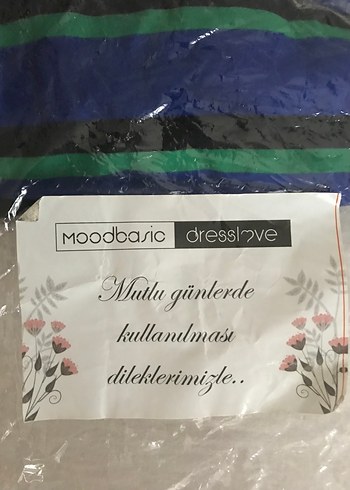 moodbasic dresslove
Mutlu günlerde
kullanılması
dileklerimizle..